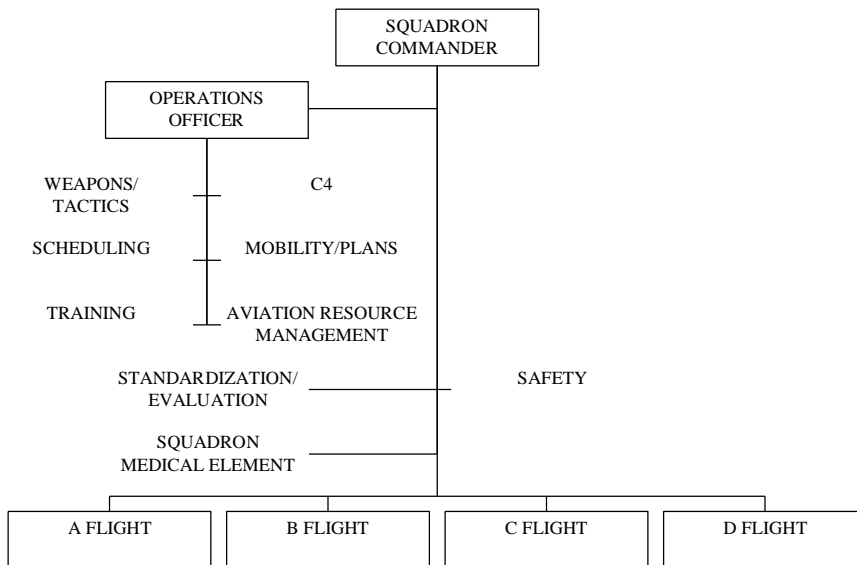 SQUADRON
COMMANDER
OPERATIONS
OFFICER
WEAPONS/
TACTICS
C4
SCHEDULING
MOBILITY/PLANS
TRAINING
AVIATION RESOURCE
MANAGEMENT
STANDARDIZATION/
EVALUATION
SAFETY
SQUADRON
MEDICAL ELEMENT
A FLIGHT
B FLIGHT
C FLIGHT
D FLIGHT